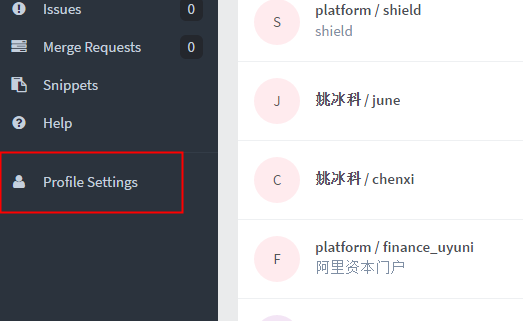 Issues 0
Merge Requests 0
Snippets
Help
Profile Settings
S
platform / shield
shield
J
姚冰科 / june
C
姚冰科 / chenxi
F
platform / finance_uyuni
阿里资本门户